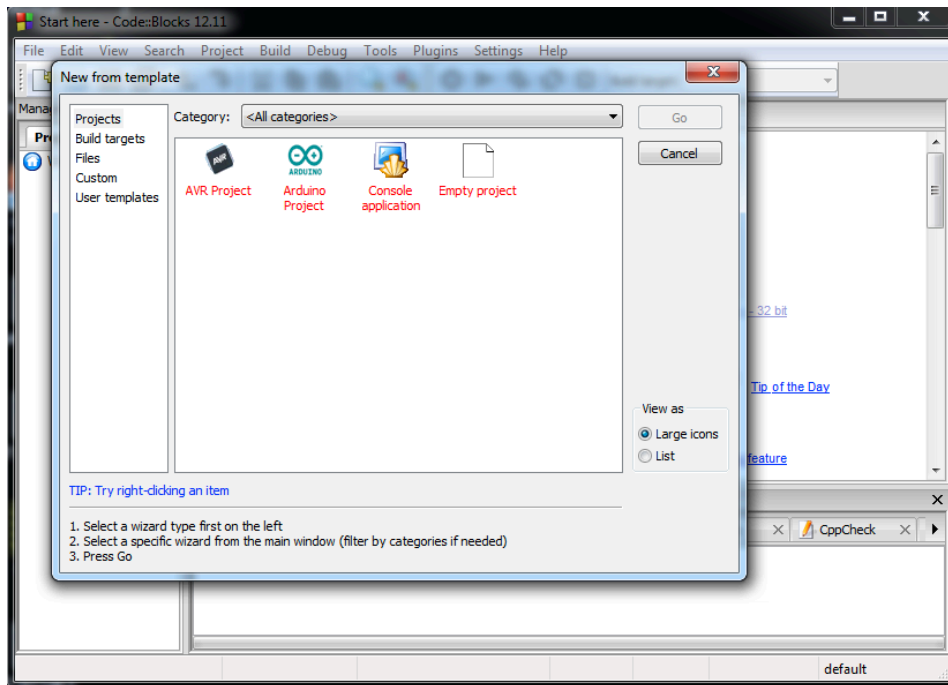 Start here - Code::Blocks 12.11
File Edit View Search Project Build Debug Tools Plugins Settings Help
New from template
Mana
Pr
Projects
Build targets
Files
Custom
User templates
Category: <All categories>
Go
Cancel
AVR
AVR Project
ARDUINO
Arduino
Project
Console
application
Empty project
- 32 bit
Tip of the Day
View as
Large icons
List
feature
TIP: Try right-clicking an item
1. Select a wizard type first on the left
2. Select a specific wizard from the main window (filter by categories if needed)
3. Press Go
CppCheck
default